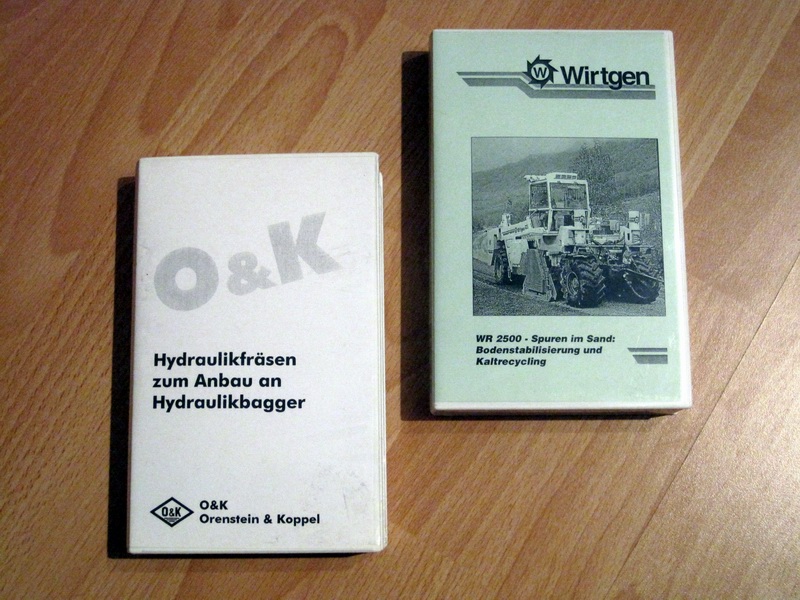 O&K
Hydraulikfräsen
zum Anbau an
Hydraulikbagger
O&K
O&K
Orenstein & Koppel
W
Wirtgen
WR 2500 - Spuren im Sand:
Bodenstabilisierung und
Kaltrecycling